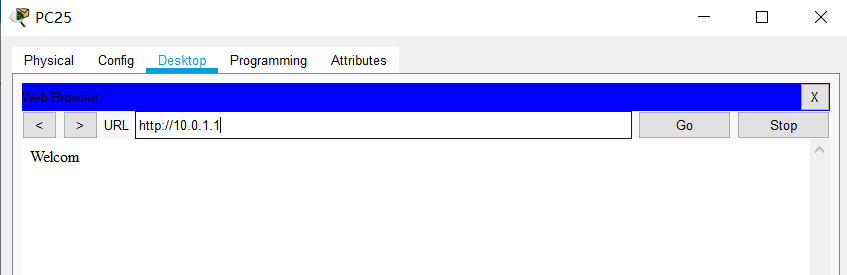 PC25
Physical Config Desktop Programming Attributes
Web Browser X
< > URL http://10.0.1.1 Go Stop
Welcom